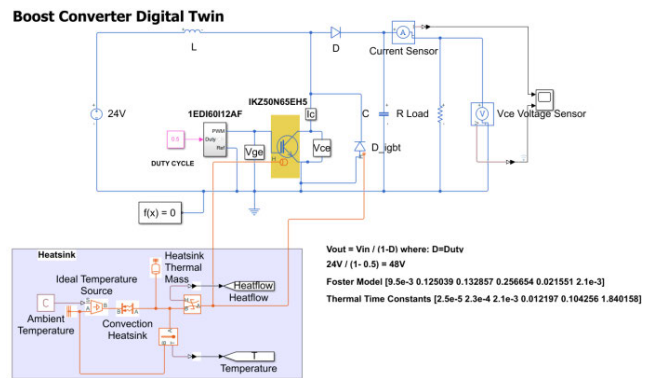 Boost Converter Digital Twin
L
D
Current Sensor
24V
1EDI60I12AF
IKZ50N65EH5
Ic
C
R Load
V
Vce Voltage Sensor
0.5
PWM
Duty
Ref
DUTY CYCLE
Vge
Vce
D_igbt
f(x) = 0
Heatsink
Heatsink
Thermal
Mass
Ideal Temperature
Source
Heatflow
Heatflow
C
Ambient
Temperature
Convection
Heatsink
T
Temperature
Vout = Vin / (1-D) where: D=Duty
24V / (1- 0.5) = 48V
Foster Model [9.5e-3 0.125039 0.132857 0.256654 0.021551 2.1e-3]
Thermal Time Constants [2.5e-5 2.3e-4 2.1e-3 0.012197 0.104256 1.840158]